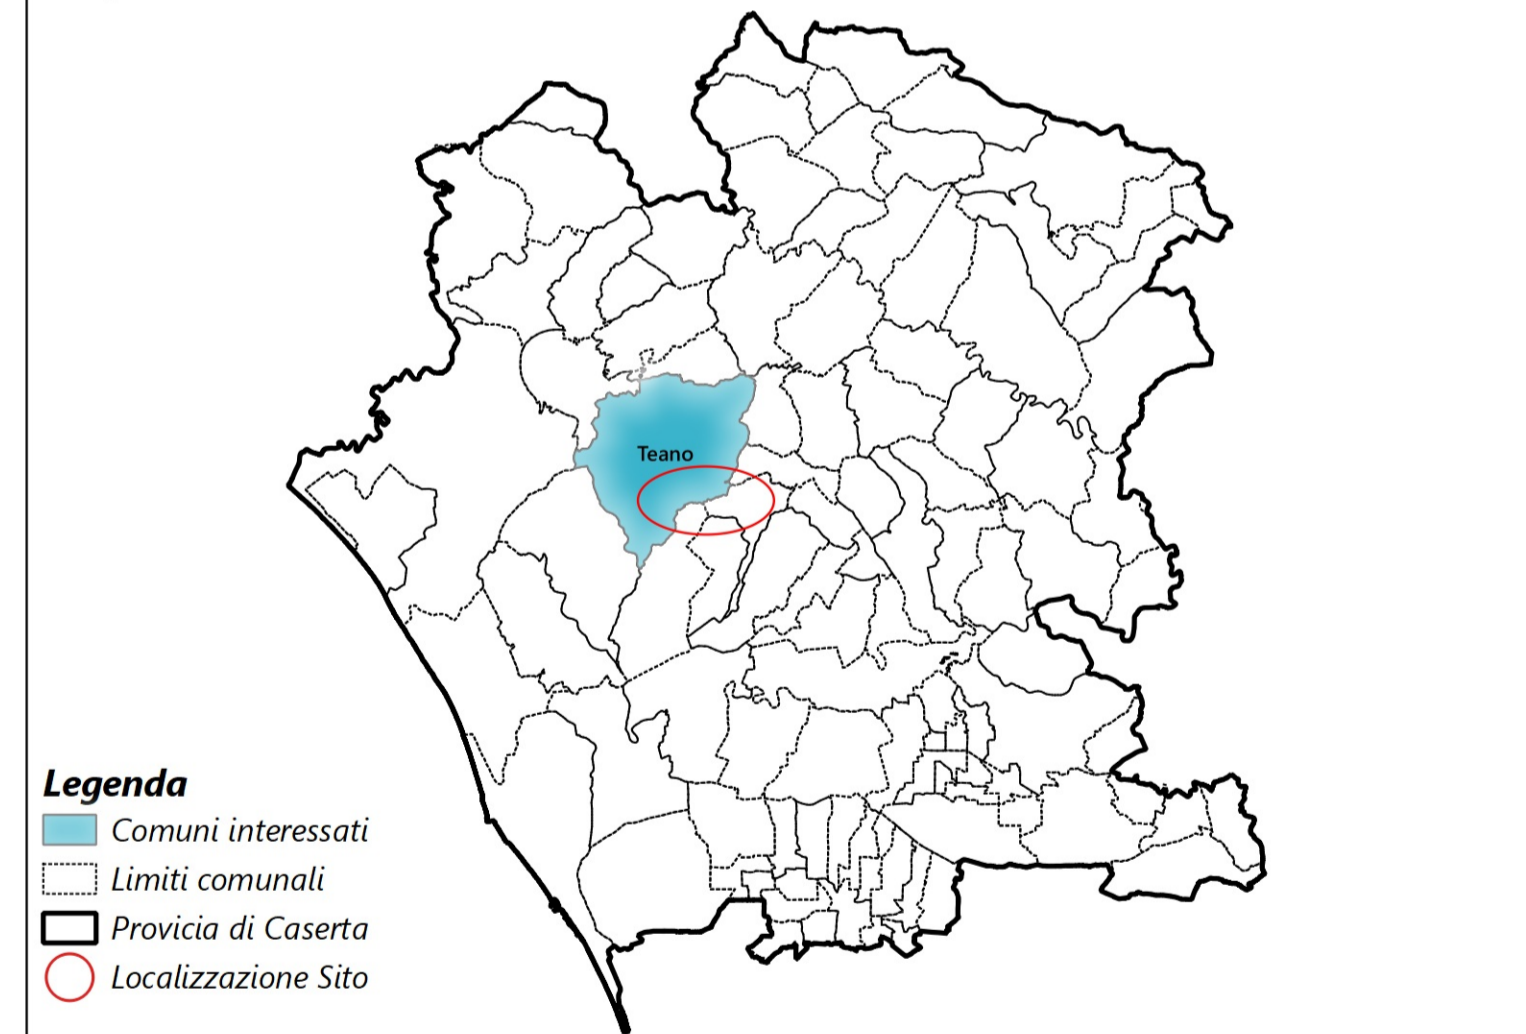 Teano
Legenda
Comuni interessati
Limiti comunali
Provicia di Caserta
Localizzazione Sito